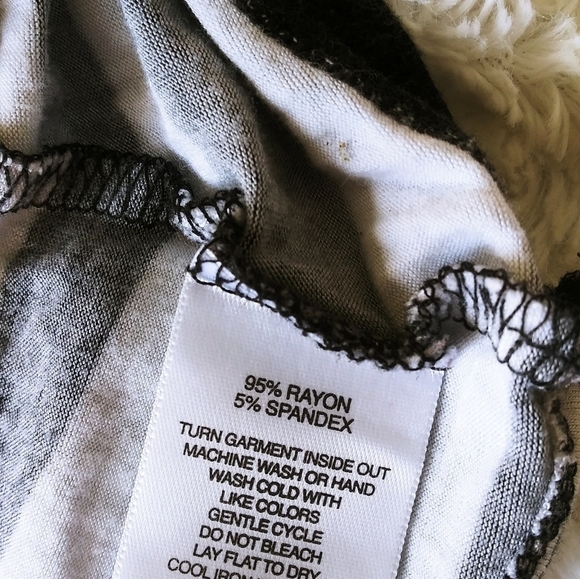 95% RAYON
5% SPANDEX
TURN GARMENT INSIDE OUT
MACHINE WASH OR HAND
WASH COLD WITH
LIKE COLORS
GENTLE CYCLE
DO NOT BLEACH
LAY FLAT TO DRY
COOL IRON